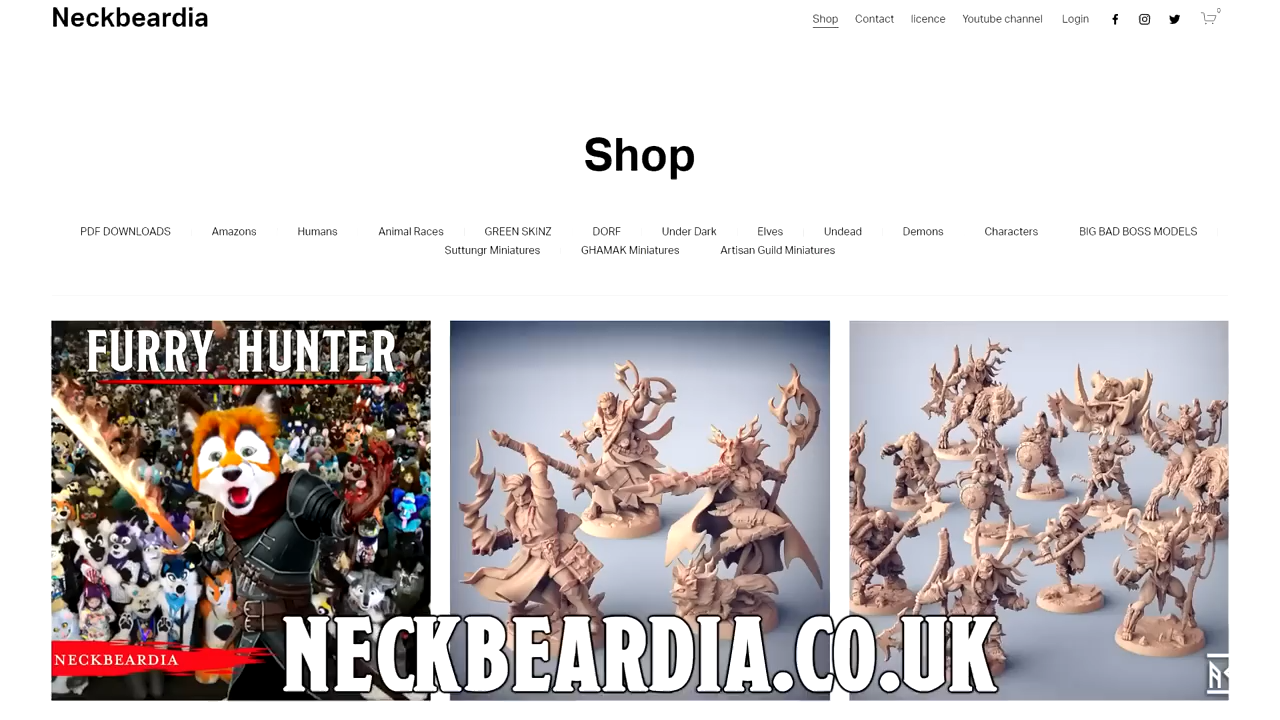 Neckbeardia
Shop Contact licence Youtube channel Login 0
Shop
PDF DOWNLOADS Amazons Humans Animal Races GREEN SKINZ DORF Under Dark Elves Undead Demons Characters BIG BAD BOSS MODELS
Suttungr Miniatures GHAMAK Miniatures Artisan Guild Miniatures
FURRY HUNTER
NECKBEARDIA
NECKBEARDIA.CO.UK